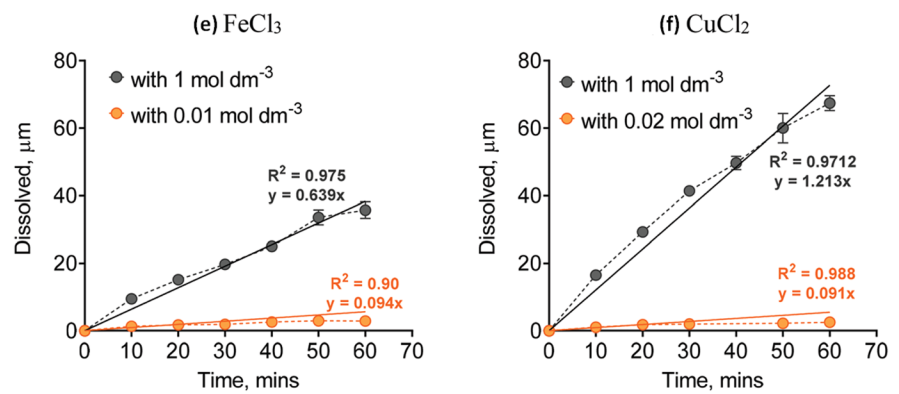 (e) FeCl3
80
60
40
20
0
Dissolved, μm
with 1 mol dm-3
with 0.01 mol dm-3
R2 = 0.975
y = 0.639x
R2 = 0.90
y = 0.094x
0 10 20 30 40 50 60 70
Time, mins
(f) CuCl2
80
60
40
20
0
Dissolved, μm
with 1 mol dm-3
with 0.02 mol dm-3
R2 = 0.9712
y = 1.213x
R2 = 0.988
y = 0.091x
0 10 20 30 40 50 60 70
Time, mins